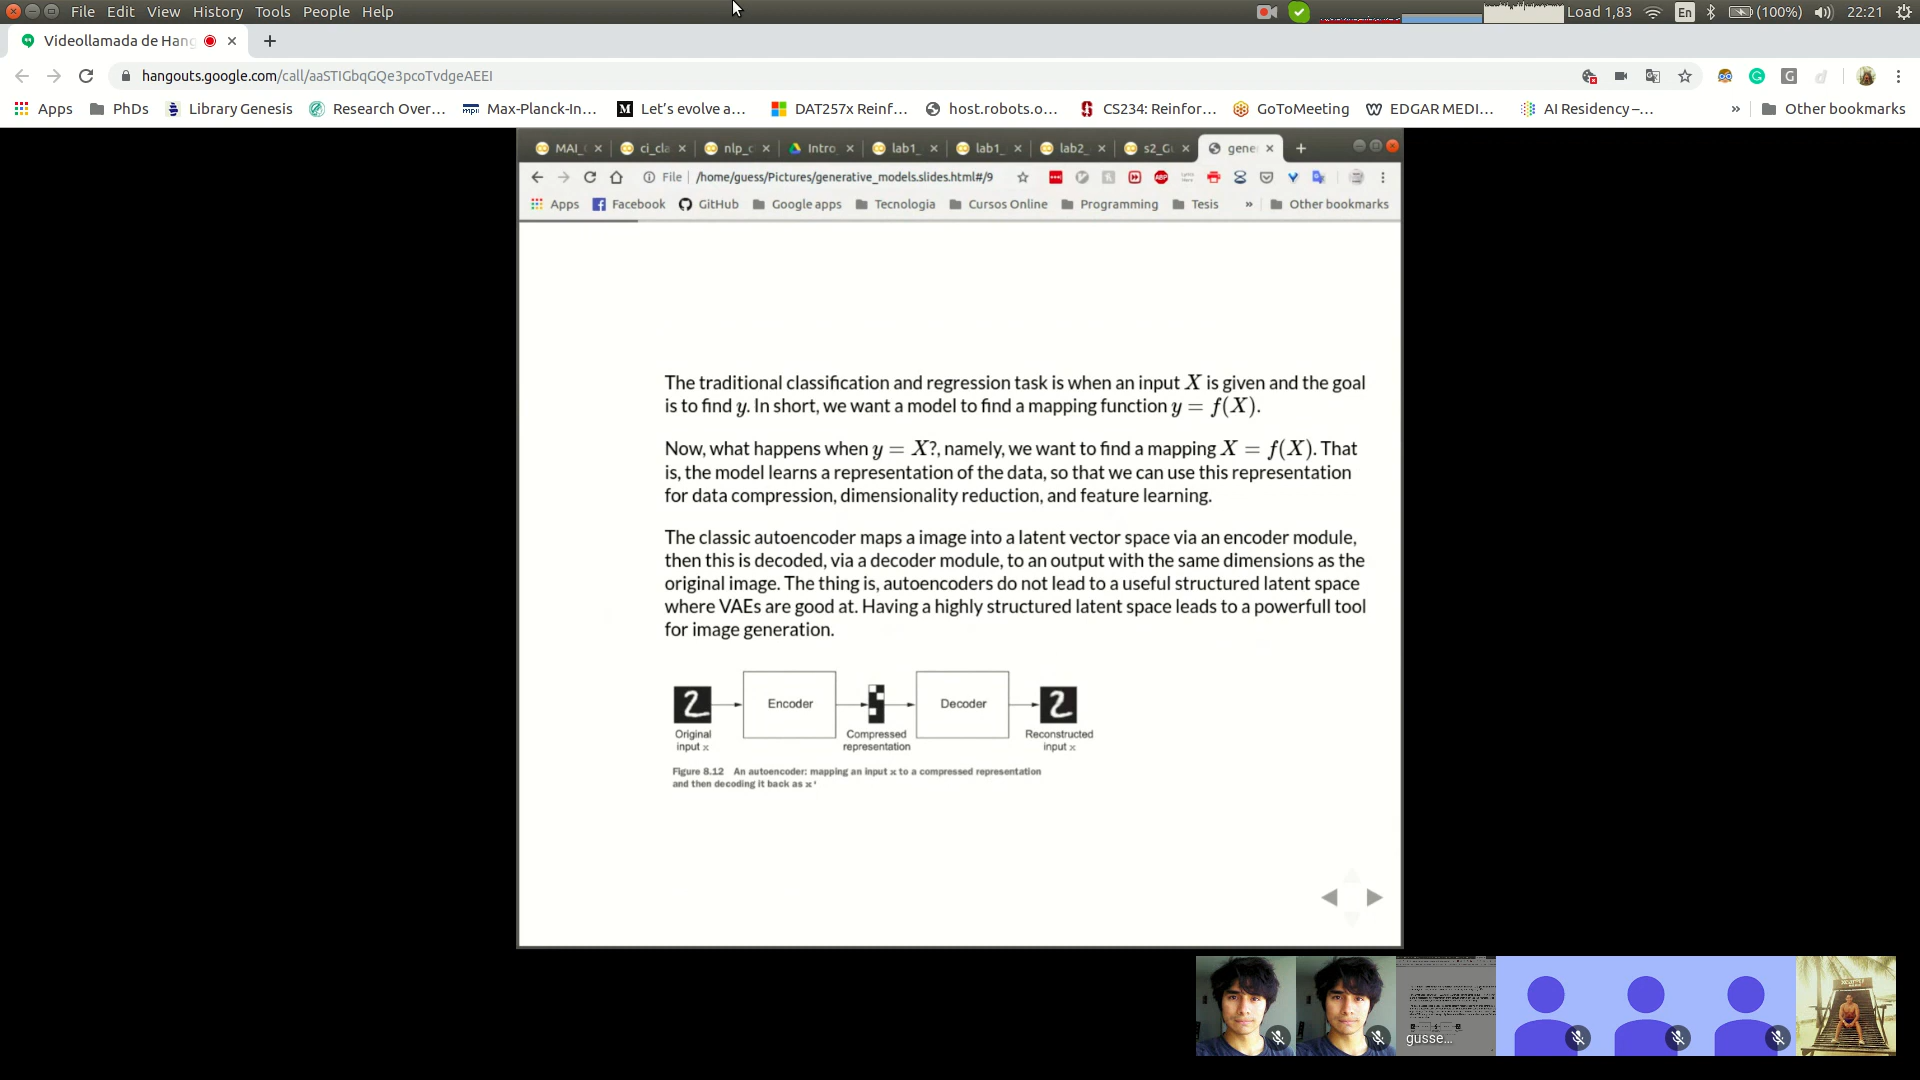 File Edit View History Tools People Help
Load 1,83 En (100%) 22:21
Videollamada de Hang
hangouts.google.com/call/aaSTIGbqGQe3pcoTvdgeAEEI
Apps PhDs Library Genesis Research Over... Max-Planck-In... Let's evolve a... DAT257x Reinf... host.robots.o... CS234: Reinfor... GoToMeeting EDGAR MEDI... AI Residency –... » Other bookmarks
MAI_ ci_cla nlp_c Intro lab1_ lab1_ lab2_ s2_G gene
File /home/guess/Pictures/generative_models.slides.html#/9
Apps Facebook GitHub Google apps Tecnologia Cursos Online Programming Tesis » Other bookmarks
The traditional classification and regression task is when an input X is given and the goal
is to find y. In short, we want a model to find a mapping function y = f(X).
Now, what happens when y = X?, namely, we want to find a mapping X = f(X). That
is, the model learns a representation of the data, so that we can use this representation
for data compression, dimensionality reduction, and feature learning.
The classic autoencoder maps a image into a latent vector space via an encoder module,
then this is decoded, via a decoder module, to an output with the same dimensions as the
original image. The thing is, autoencoders do not lead to a useful structured latent space
where VAEs are good at. Having a highly structured latent space leads to a powerfull tool
for image generation.
2 Encoder Decoder 2
Original Compressed Reconstructed
input x representation input x
Figure 8.12 An autoencoder: mapping an input x to a compressed representation
and then decoding it back as x'
gusse...